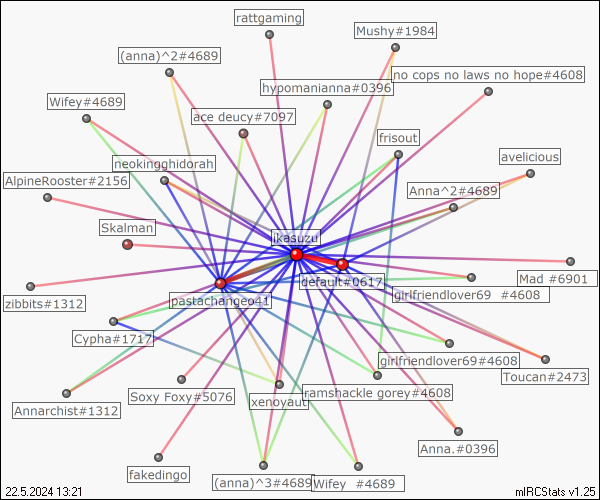 rattgaming
Mushy#1984
(anna)^2#4689
no cops no laws no hope#4608
hypomanianna#0396
Wifey#4689
ace deucy#7097
frisout
neokingghidorah
avelicious
AlpineRooster#2156
Anna^2#4689
Skalman
ikasuzu
Mad #6901
default#0617
girlfriendlover69 #4608
zibbits#1312
pastachangeo41
Cypha#1717
girlfriendlover69#4608
Toucan#2473
Soxy Foxy#5076
ramshackle gorey#4608
xenoyaut
Annarchist#1312
Anna.#0396
fakedingo
(anna)^3#4689
Wifey #4689
22.5.2024 13:21
mIRCStats v1.25